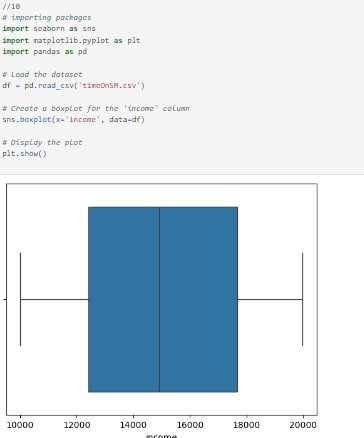 //10
# importing packages
import seaborn as sns
import matplotlib.pyplot as plt
import pandas as pd
# Load the dataset
df = pd.read_csv('timeOnSM.csv')
# Create a boxplot for the 'income' column
sns.boxplot(x='income', data=df)
# Display the plot
plt.show()
10000 12000 14000 16000 18000 20000
income